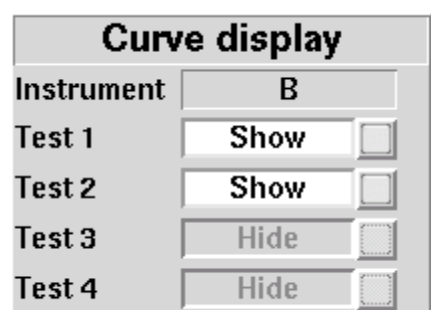 Curve display
Instrument B
Test 1 Show
Test 2 Show
Test 3 Hide
Test 4 Hide